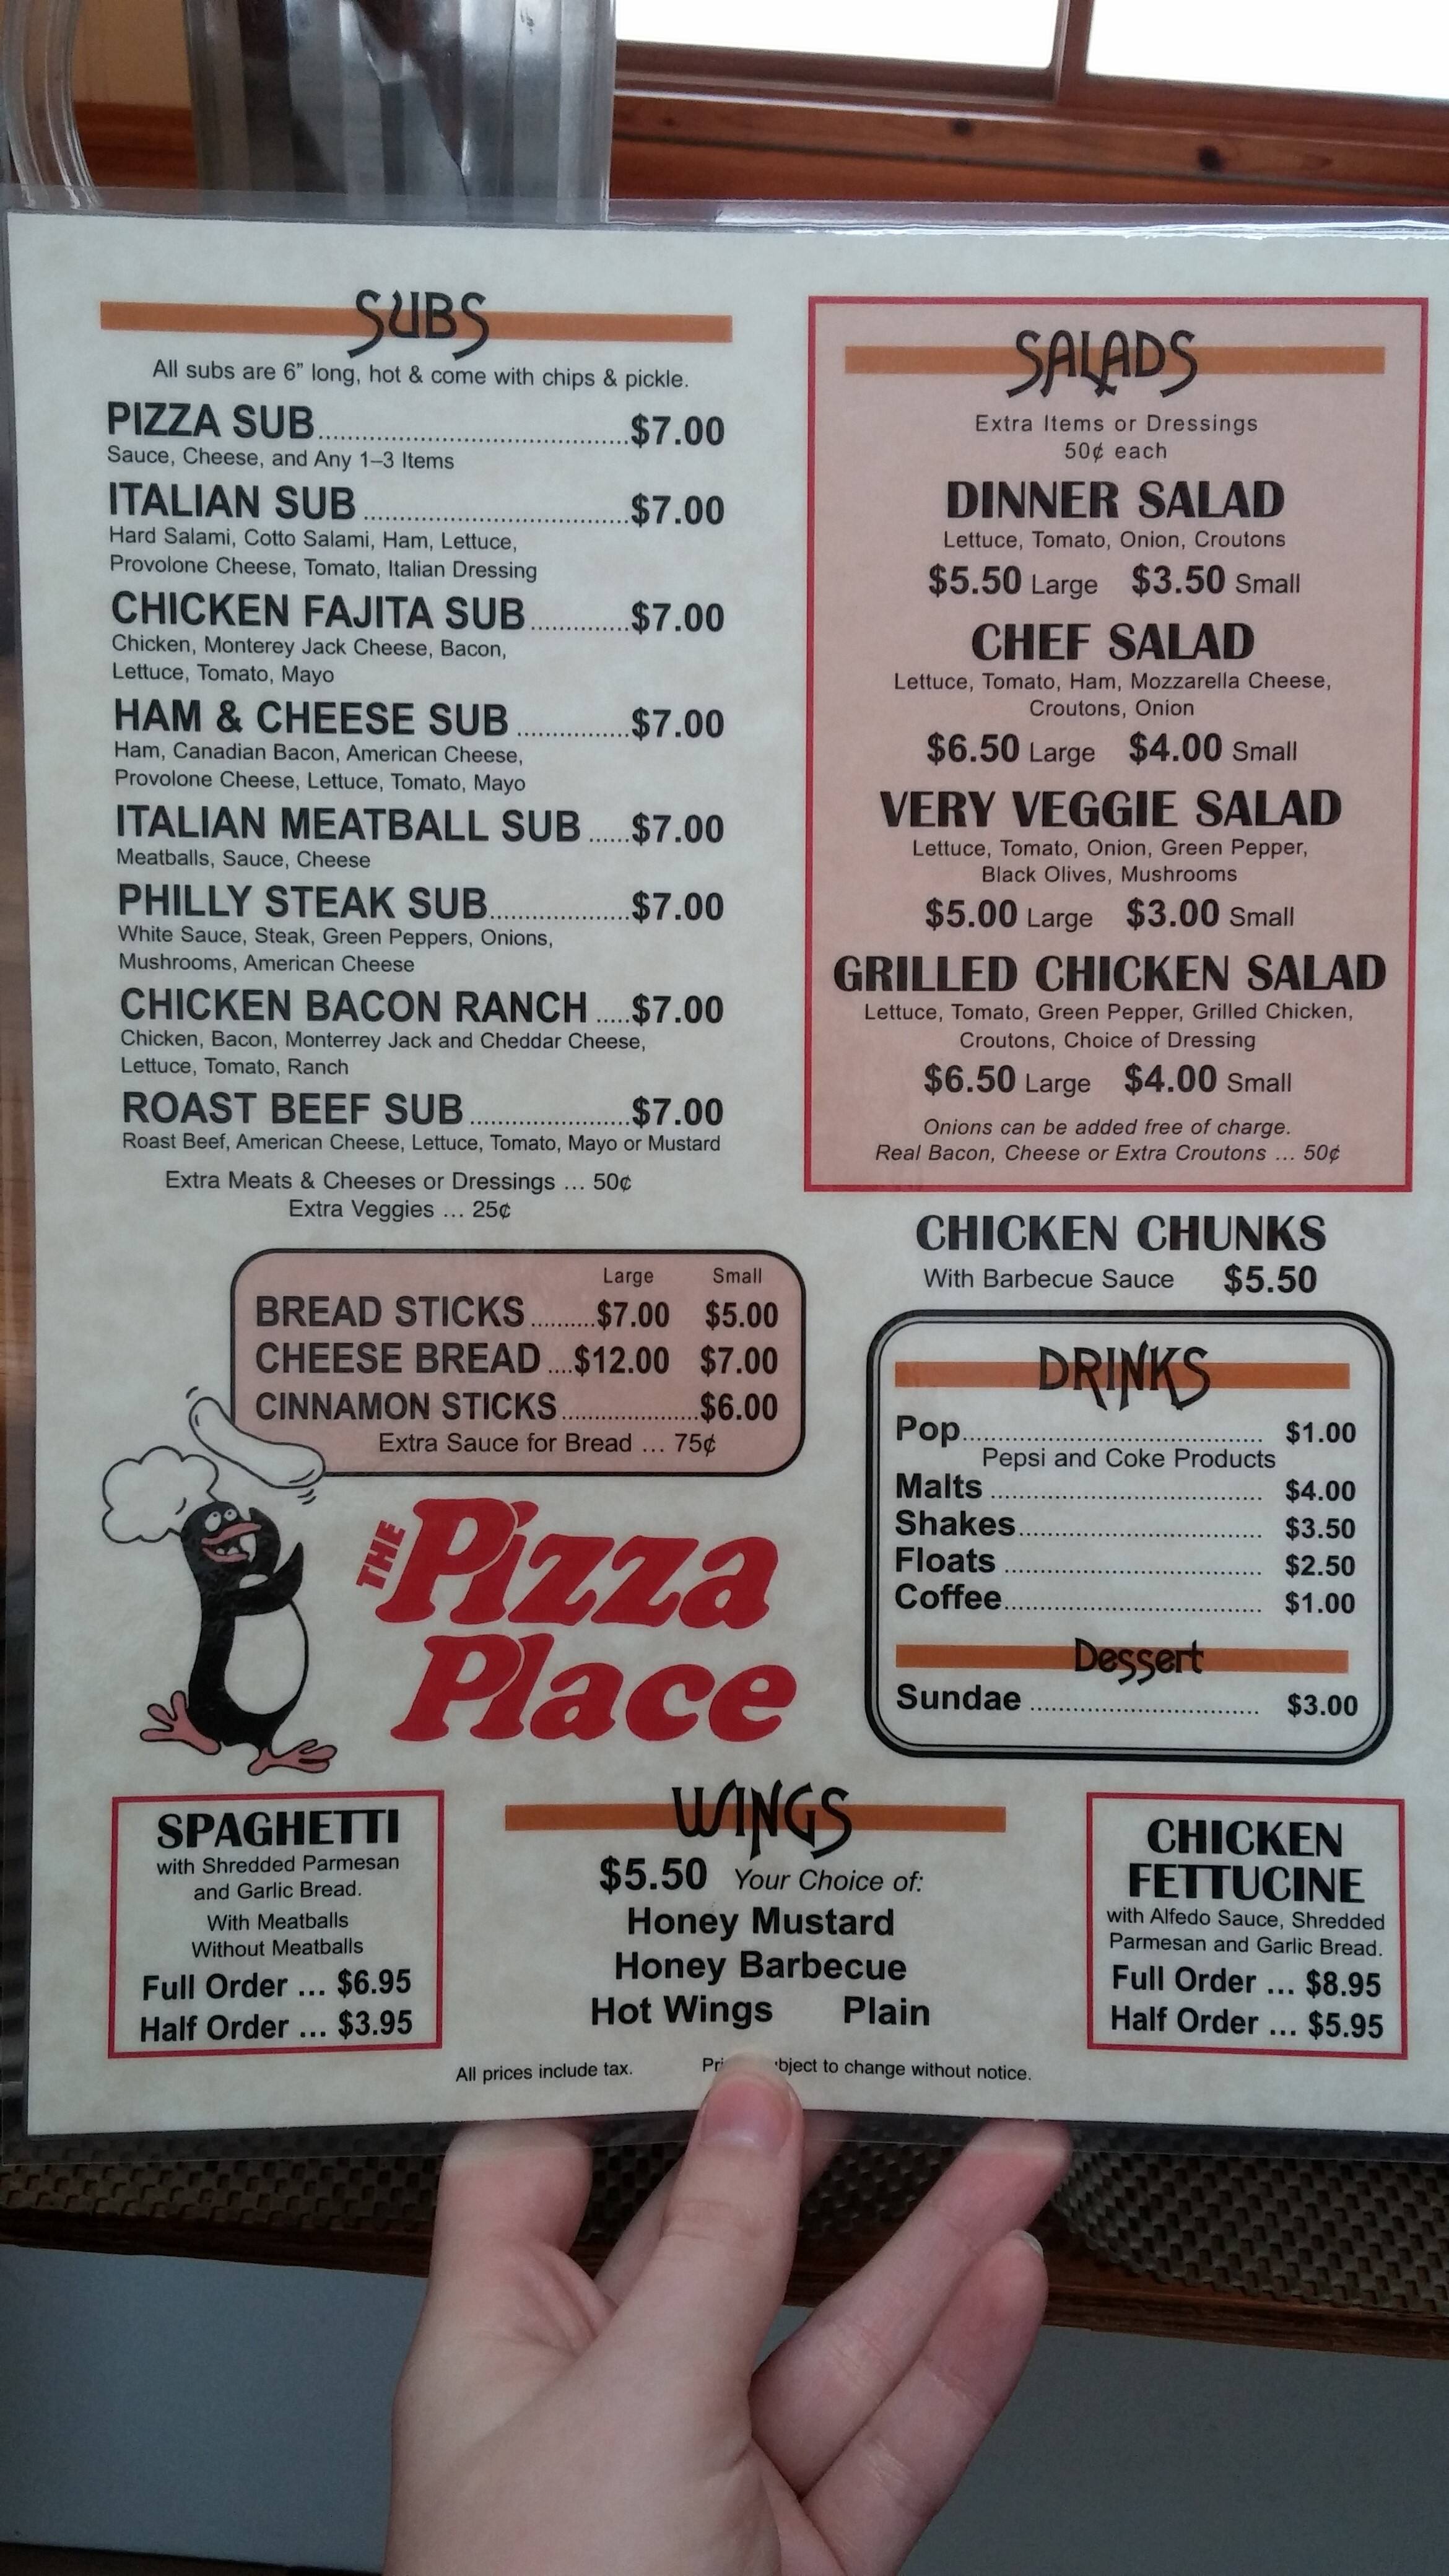 SUBS
All subs are 6” long, hot & come with chips & pickle.
PIZZA SUB..........$7.00
Sauce, Cheese, and Any 1–3 Items
ITALIAN SUB..........$7.00
Hard Salami, Cotto Salami, Ham, Lettuce,
Provolone Cheese, Tomato, Italian Dressing
CHICKEN FAJITA SUB..........$7.00
Chicken, Monterey Jack Cheese, Bacon,
Lettuce, Tomato, Mayo
HAM & CHEESE SUB..........$7.00
Ham, Canadian Bacon, American Cheese,
Provolone Cheese, Lettuce, Tomato, Mayo
ITALIAN MEATBALL SUB......$7.00
Meatballs, Sauce, Cheese
PHILLY STEAK SUB..........$7.00
White Sauce, Steak, Green Peppers, Onions,
Mushrooms, American Cheese
CHICKEN BACON RANCH.....$7.00
Chicken, Bacon, Monterrey Jack and Cheddar Cheese,
Lettuce, Tomato, Ranch
ROAST BEEF SUB..........$7.00
Roast Beef, American Cheese, Lettuce, Tomato, Mayo or Mustard
Extra Meats & Cheeses or Dressings ... 50¢
Extra Veggies ... 25¢
Large Small
BREAD STICKS..........$7.00 $5.00
CHEESE BREAD....$12.00 $7.00
CINNAMON STICKS..........$6.00
Extra Sauce for Bread ... 75¢
THE Pizza
Place
SALADS
Extra Items or Dressings
50¢ each
DINNER SALAD
Lettuce, Tomato, Onion, Croutons
$5.50 Large $3.50 Small
CHEF SALAD
Lettuce, Tomato, Ham, Mozzarella Cheese,
Croutons, Onion
$6.50 Large $4.00 Small
VERY VEGGIE SALAD
Lettuce, Tomato, Onion, Green Pepper,
Black Olives, Mushrooms
$5.00 Large $3.00 Small
GRILLED CHICKEN SALAD
Lettuce, Tomato, Green Pepper, Grilled Chicken,
Croutons, Choice of Dressing
$6.50 Large $4.00 Small
Onions can be added free of charge.
Real Bacon, Cheese or Extra Croutons ... 50¢
CHICKEN CHUNKS
With Barbecue Sauce $5.50
DRINKS
Pop.......... $1.00
Pepsi and Coke Products
Malts.......... $4.00
Shakes.......... $3.50
Floats.......... $2.50
Coffee.......... $1.00
Dessert
Sundae.......... $3.00
SPAGHETTI
with Shredded Parmesan
and Garlic Bread.
With Meatballs
Without Meatballs
Full Order ... $6.95
Half Order ... $3.95
WINGS
$5.50 Your Choice of:
Honey Mustard
Honey Barbecue
Hot Wings Plain
CHICKEN
FETTUCINE
with Alfedo Sauce, Shredded
Parmesan and Garlic Bread.
Full Order ... $8.95
Half Order ... $5.95
All prices include tax. to change without notice.